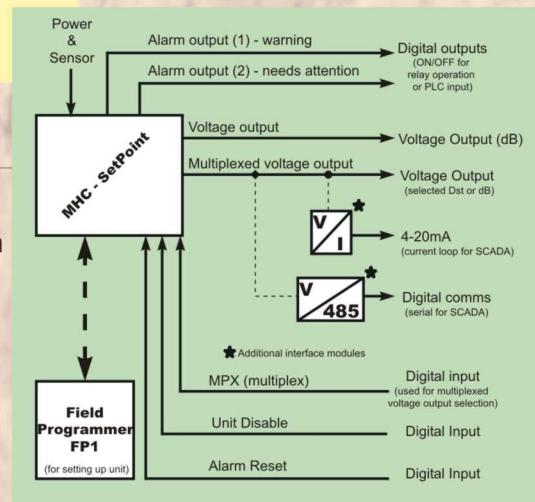 Power
&
Sensor
Alarm output (1) - warning
Alarm output (2) - needs attention
Digital outputs
(ON/OFF for
relay operation
or PLC input)
MHC - SetPoint
Voltage output
Voltage Output (dB)
Multiplexed voltage output
Voltage Output
(selected Dst or dB)
V
I
4-20mA
(current loop for SCADA)
V
485
Digital comms
(serial for SCADA)
Additional interface modules
MPX (multiplex)
Digital input
(used for multiplexed
voltage output selection)
Unit Disable
Digital Input
Alarm Reset
Digital Input
Field
Programmer
FP1
(for setting up unit)